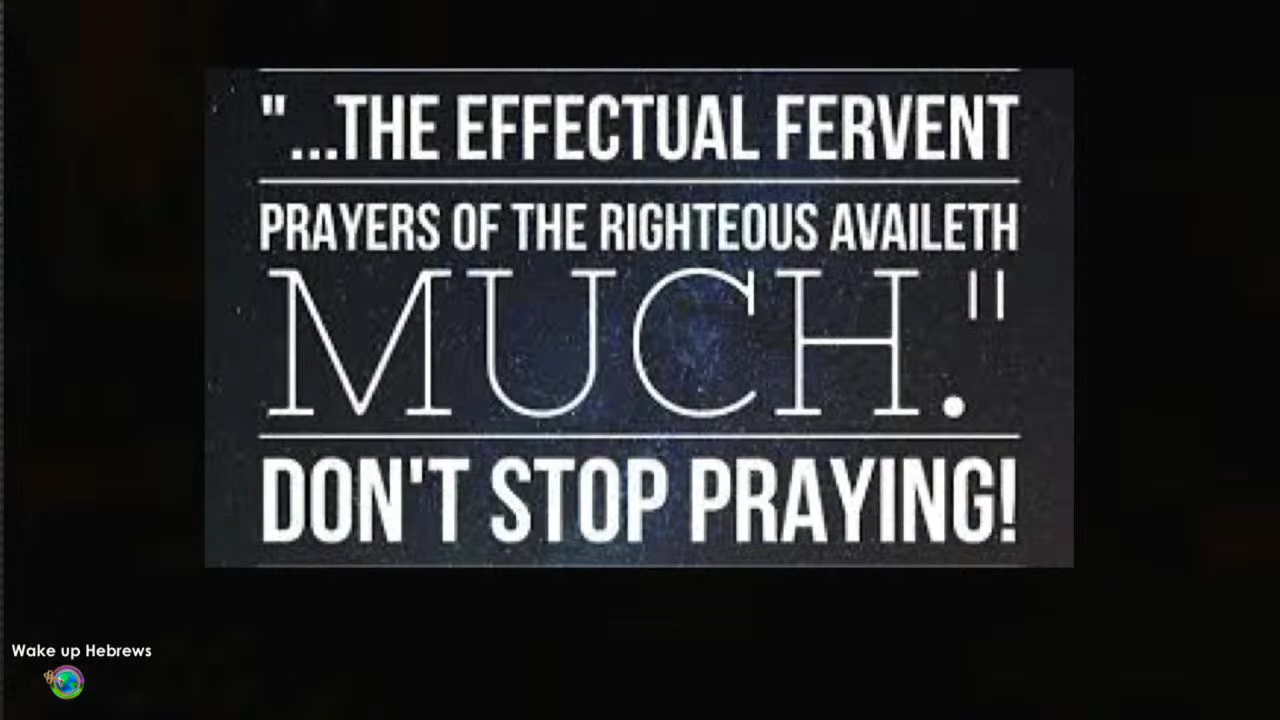 "...THE EFFECTUAL FERVENT
PRAYERS OF THE RIGHTEOUS AVAILETH
MUCH."
DON'T STOP PRAYING!
Wake up Hebrews